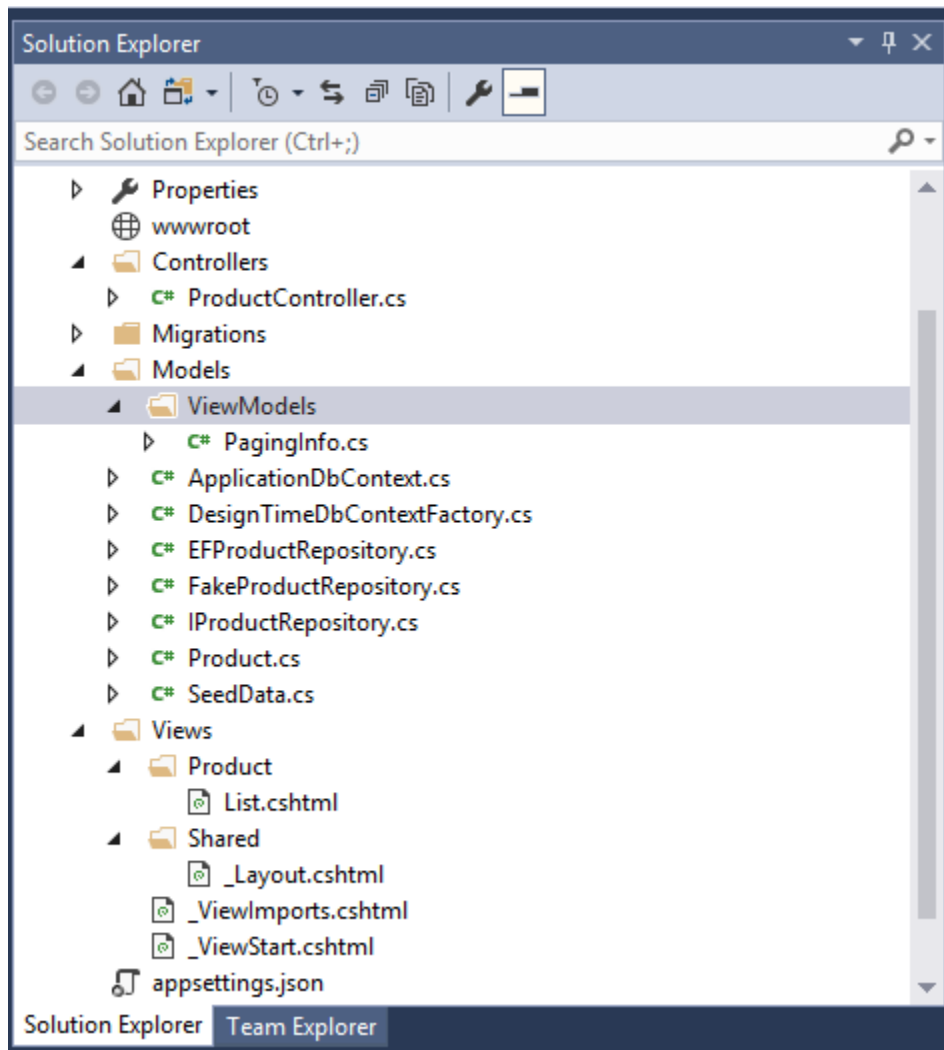 Solution Explorer
Search Solution Explorer (Ctrl+;)
Properties
wwwroot
Controllers
C# ProductController.cs
Migrations
Models
ViewModels
C# PagingInfo.cs
C# ApplicationDbContext.cs
C# DesignTimeDbContextFactory.cs
C# EFProductRepository.cs
C# FakeProductRepository.cs
C# IProductRepository.cs
C# Product.cs
C# SeedData.cs
Views
Product
List.cshtml
Shared
_Layout.cshtml
_ViewImports.cshtml
_ViewStart.cshtml
appsettings.json
Solution Explorer Team Explorer